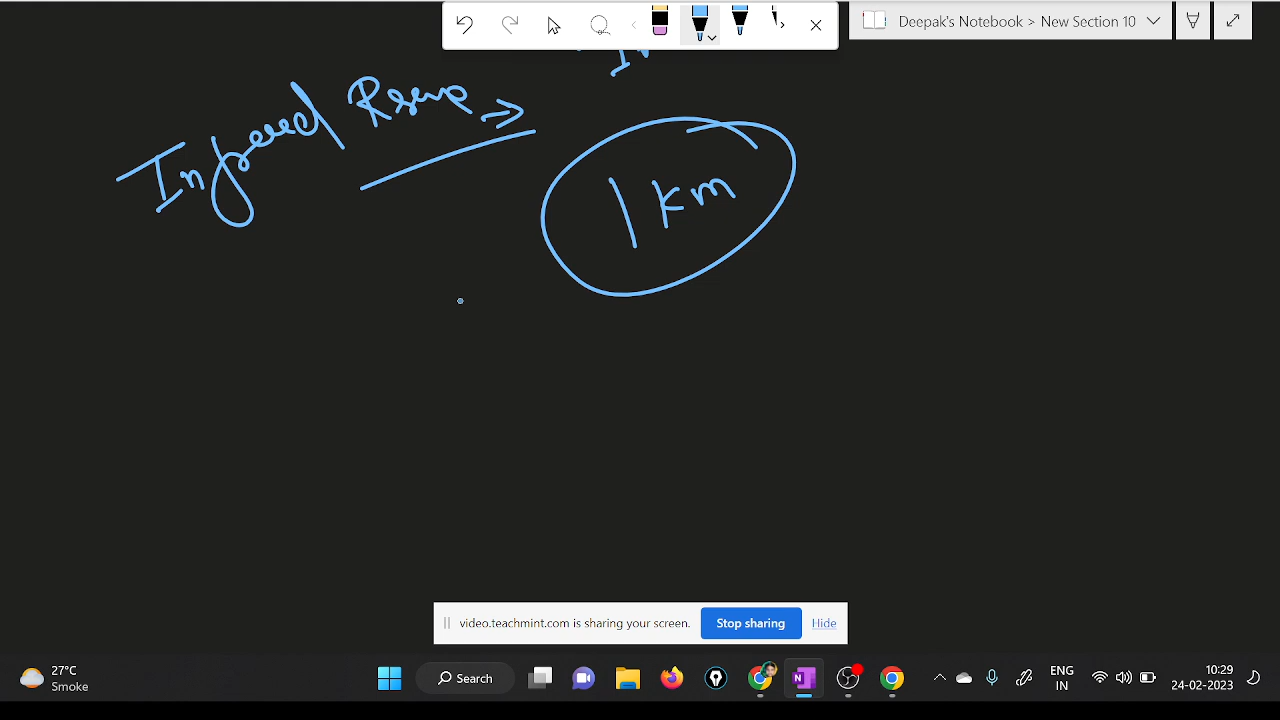 Deepak's Notebook > New Section 10
In
Infrared
1 km
video.teachmint.com is sharing your screen.
Stop sharing
Hide
27°C
Smoke
Search
ENG
IN
10:29
24-02-2023